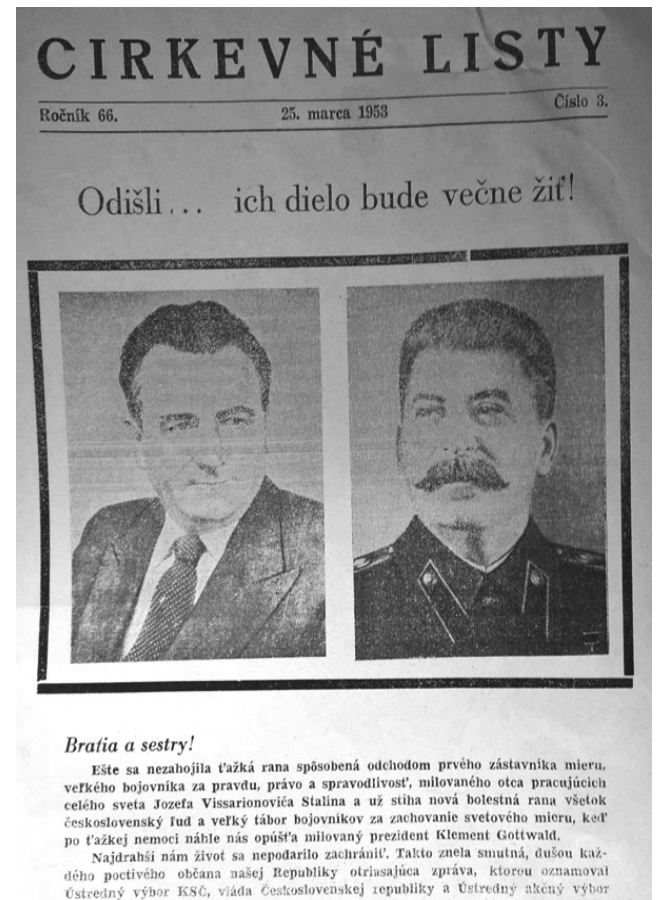 CIRKEVNÉ LISTY
Ročník 66.
25. marca 1953
Číslo 3.
Odišli... ich dielo bude večne žiť!
Bratia a sestry!
Ešte sa nezahojila ťažká rana spôsobená odchodom prvého zástavníka mieru,
veľkého bojovníka za pravdu, právo a spravodlivosť, milovaného otca pracujúcich
celého sveta Jozefa Vissarionoviča Stalina a už stíha nová bolestná rana všetok
československý ľud a veľký tábor bojovníkov za zachovanie svetového mieru, keď
po ťažkej nemoci náhle nás opúšťa milovaný prezident Klement Gottwald.
Najdrahší nám život sa nepodarilo zachrániť. Takto znela smutná, dušou kaž-
dého poctivého občana našej Republiky otriasajúca zpráva, ktorou oznamoval
Ústredný výbor KSČ, vláda Československej republiky a Ústredný akčný výbor